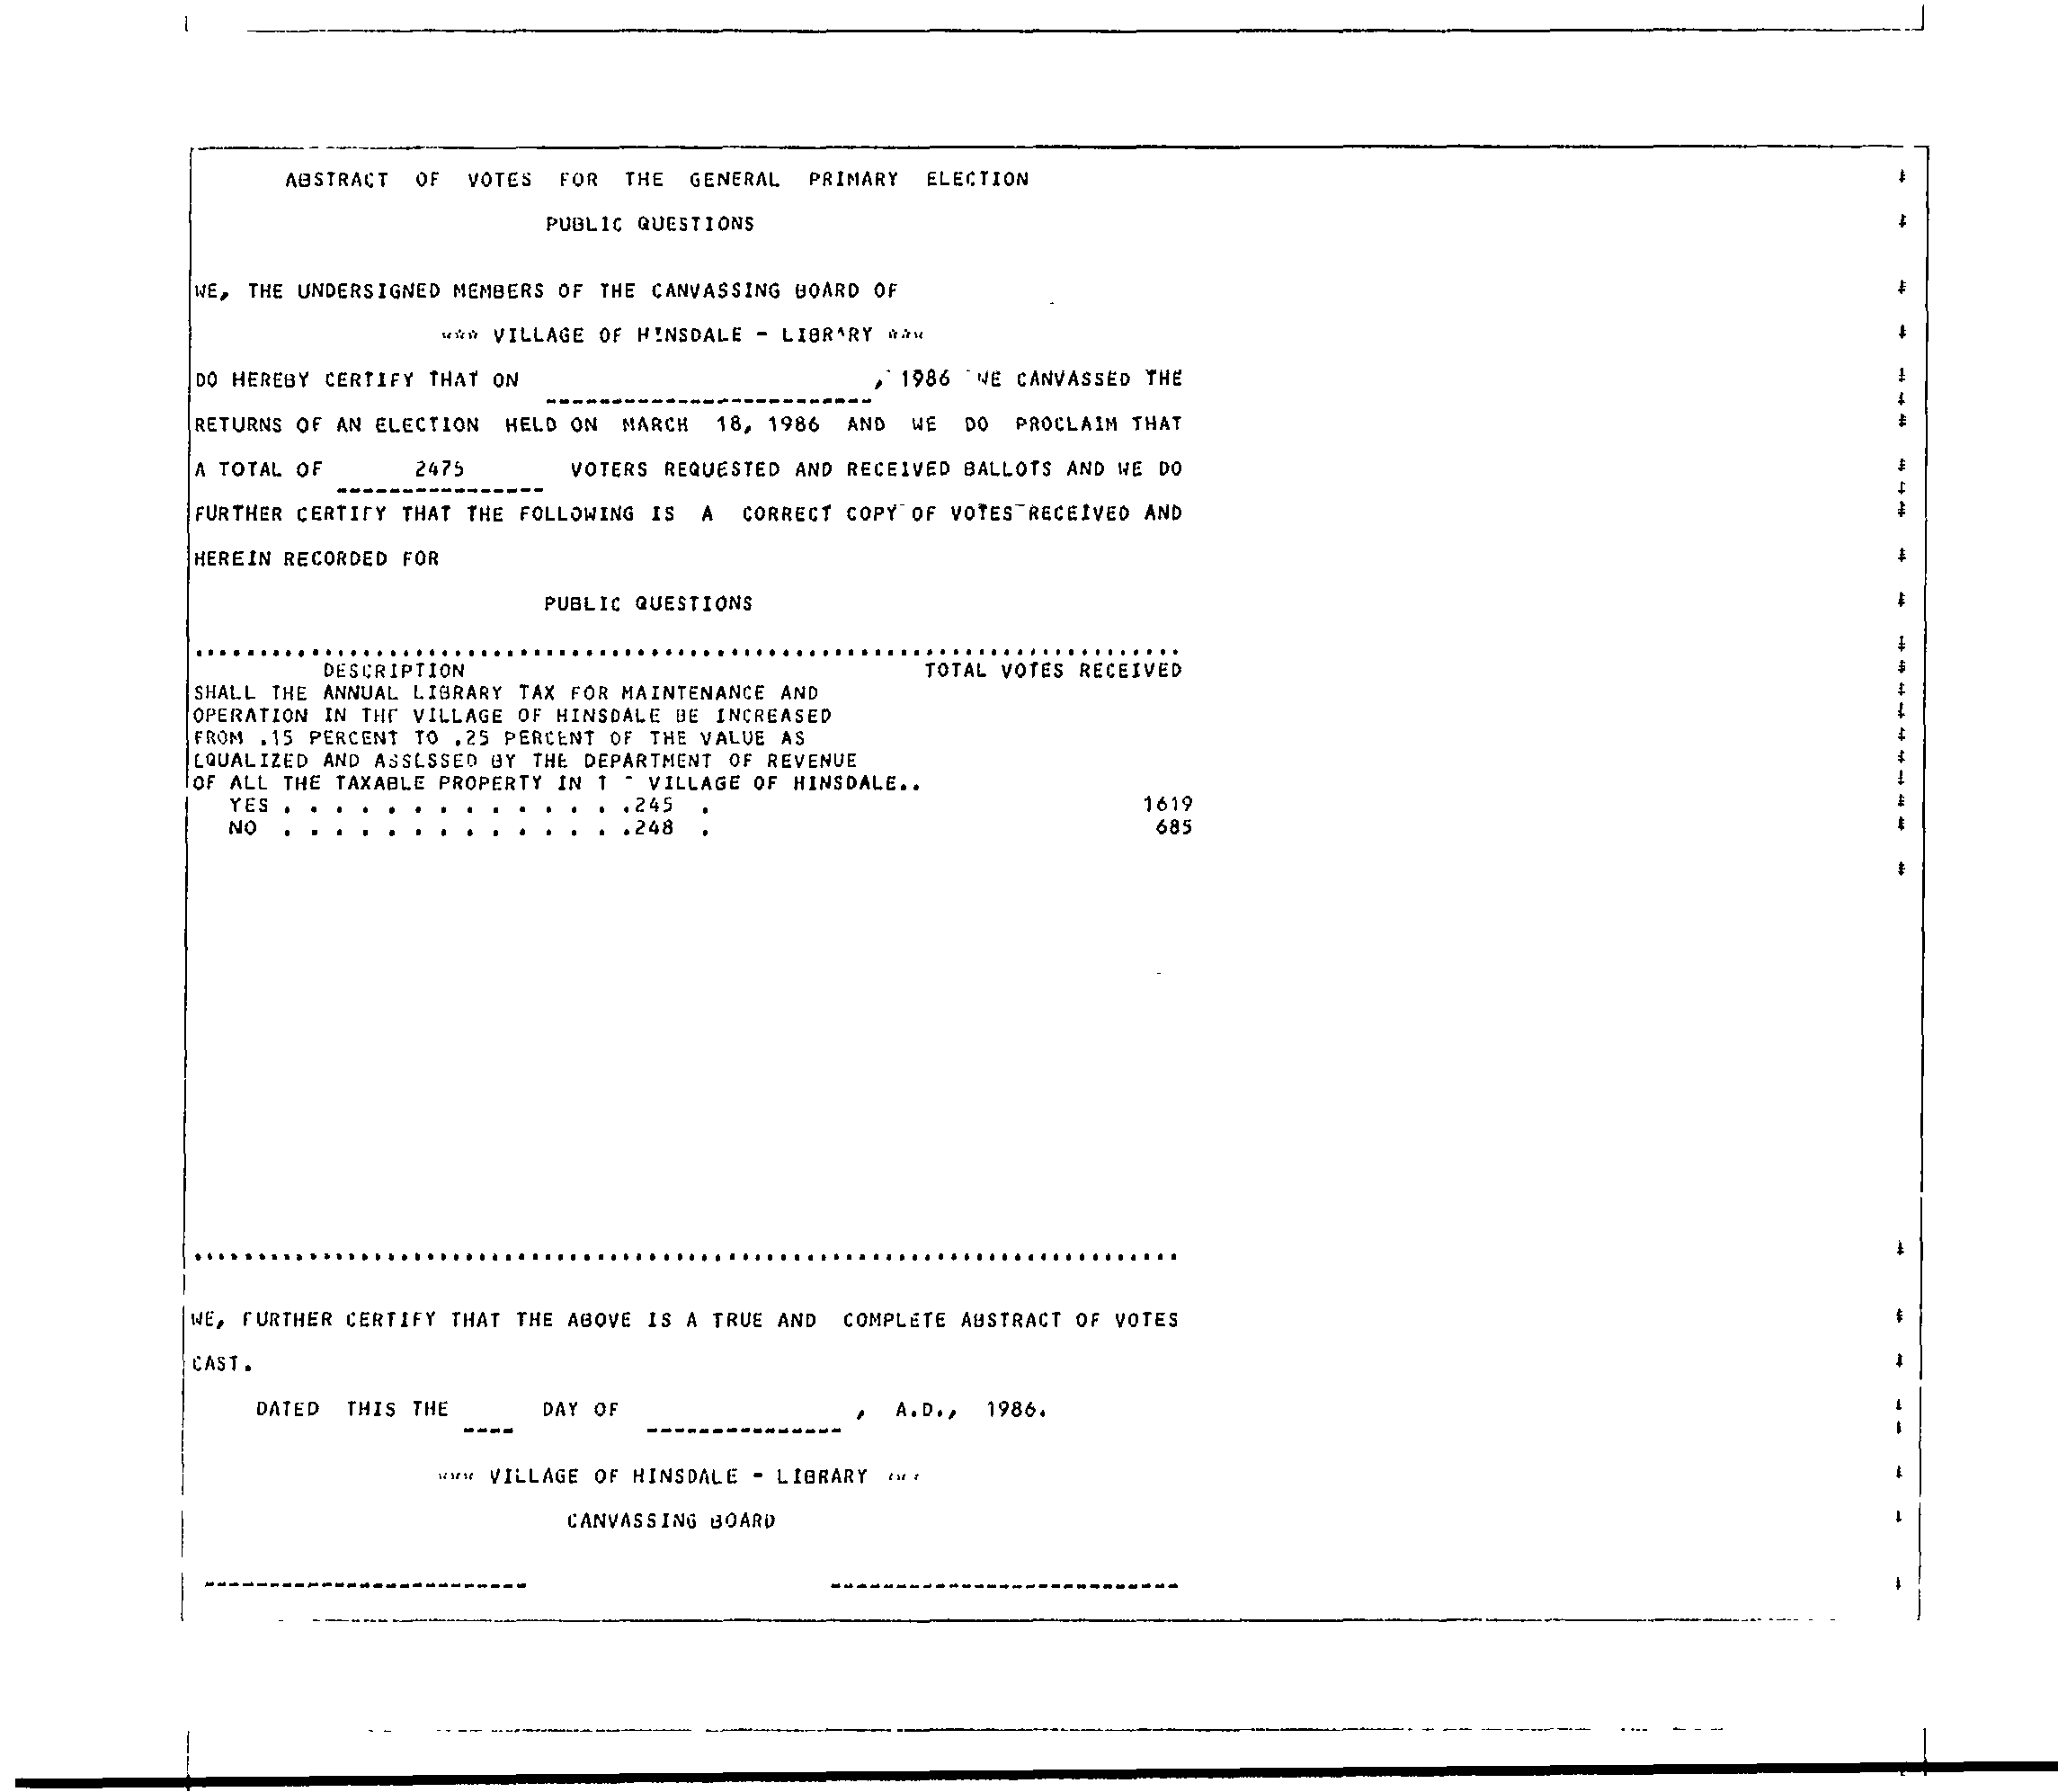 ABSTRACT OF VOTES FOR THE GENERAL PRIMARY ELECTION
PUBLIC QUESTIONS
WE, THE UNDERSIGNED MEMBERS OF THE CANVASSING BOARD OF
*** VILLAGE OF HINSDALE - LIBRARY ***
DO HEREBY CERTIFY THAT ON ________________________, 1986 WE CANVASSED THE
RETURNS OF AN ELECTION HELD ON MARCH 18, 1986 AND WE DO PROCLAIM THAT
A TOTAL OF 2475 VOTERS REQUESTED AND RECEIVED BALLOTS AND WE DO
FURTHER CERTIFY THAT THE FOLLOWING IS A CORRECT COPY OF VOTES RECEIVED AND
HEREIN RECORDED FOR
PUBLIC QUESTIONS
DESCRIPTION TOTAL VOTES RECEIVED
SHALL THE ANNUAL LIBRARY TAX FOR MAINTENANCE AND
OPERATION IN THE VILLAGE OF HINSDALE BE INCREASED
FROM .15 PERCENT TO .25 PERCENT OF THE VALUE AS
EQUALIZED AND ASSESSED BY THE DEPARTMENT OF REVENUE
OF ALL THE TAXABLE PROPERTY IN VILLAGE OF HINSDALE..
YES . . . . . . . . . . . . . .245 . 1619
NO . . . . . . . . . . . . . .248 . 685
WE, FURTHER CERTIFY THAT THE ABOVE IS A TRUE AND COMPLETE ABSTRACT OF VOTES
CAST.
DATED THIS THE ____ DAY OF _______________, A.D., 1986.
*** VILLAGE OF HINSDALE - LIBRARY ***
CANVASSING BOARD